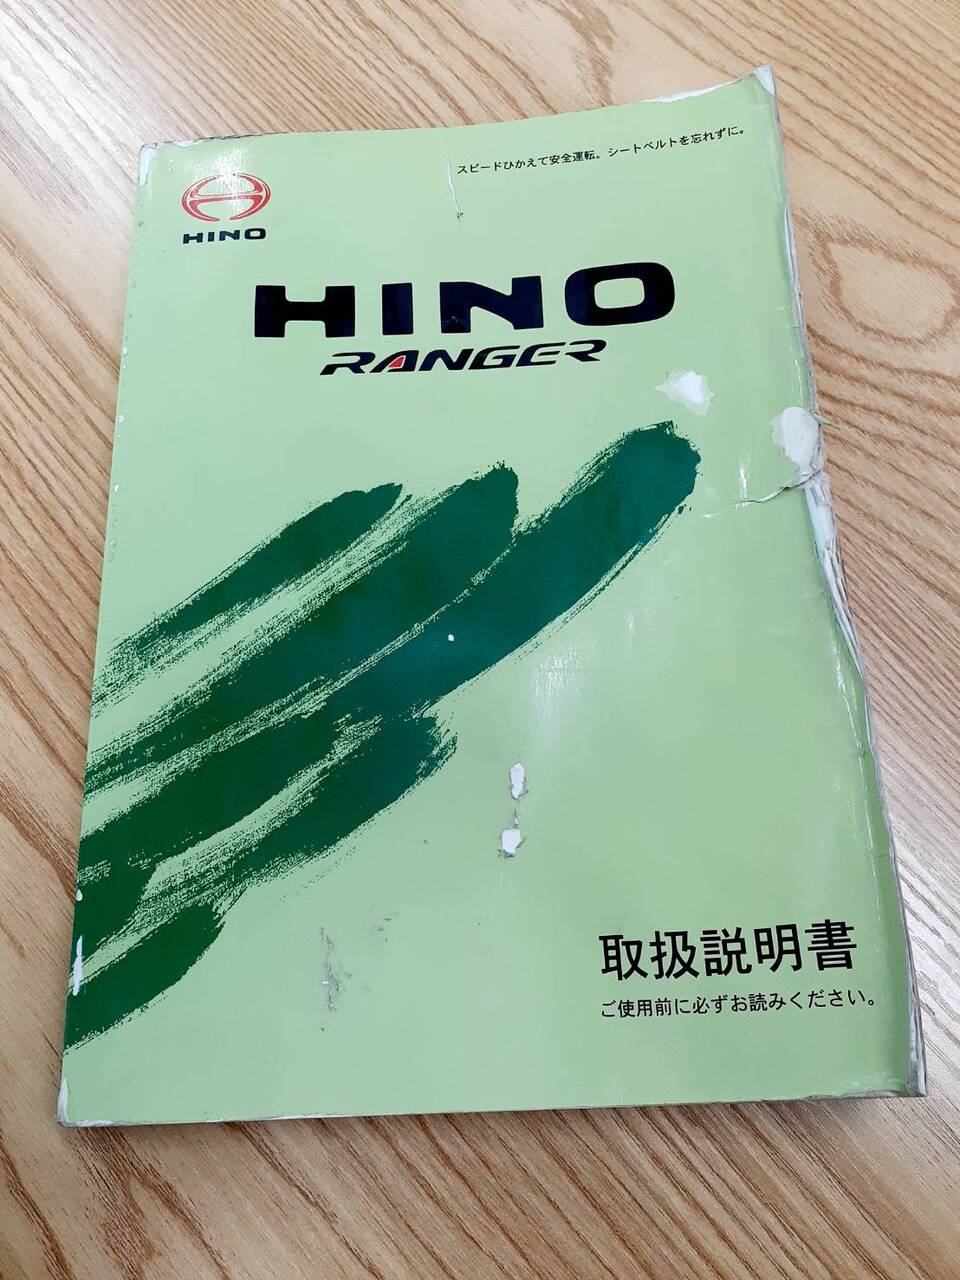 スピードひかえて安全運転。シートベルトを忘れずに。
HINO
HINO
RANGER
取扱説明書
ご使用前に必ずお読みください。